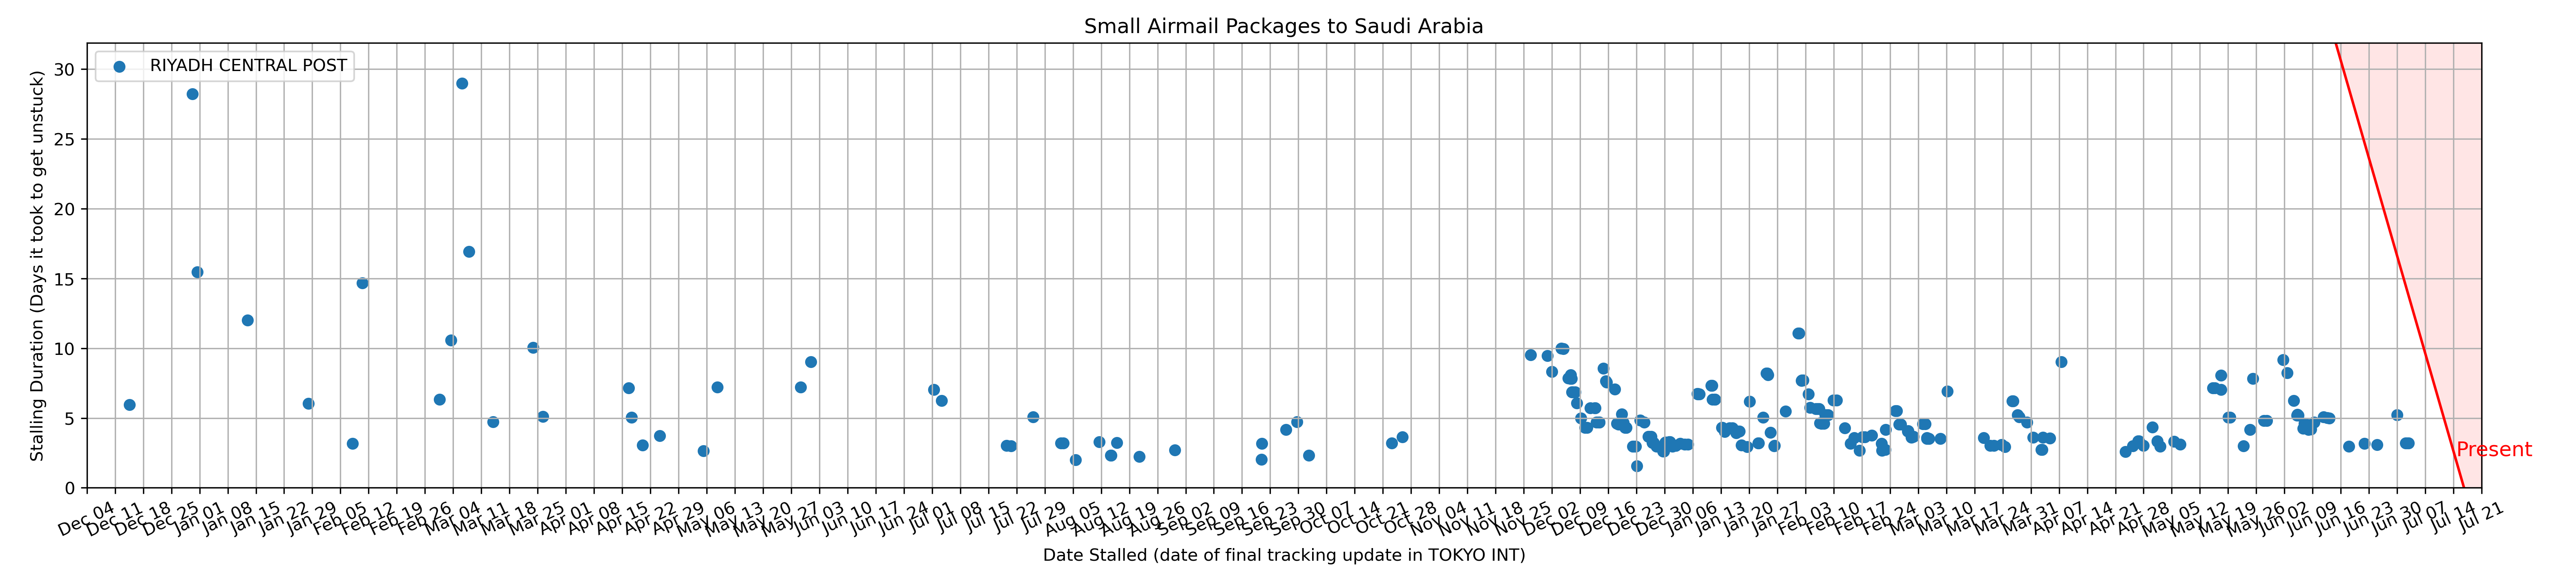 Small Airmail Packages to Saudi Arabia
RIYADH CENTRAL POST
Stalling Duration (Days it took to get unstuck)
30
25
20
15
10
5
0
Present
Dec 04 Dec 11 Dec 18 Dec 25 Jan 01 Jan 08 Jan 15 Jan 22 Jan 29 Feb 05 Feb 12 Feb 19 Feb 26 Mar 04 Mar 11 Mar 18 Mar 25 Apr 01 Apr 08 Apr 15 Apr 22 Apr 29 May 06 May 13 May 20 May 27 Jun 03 Jun 10 Jun 17 Jun 24 Jul 01 Jul 08 Jul 15 Jul 22 Jul 29 Aug 05 Aug 12 Aug 19 Aug 26 Sep 02 Sep 09 Sep 16 Sep 23 Sep 30 Oct 07 Oct 14 Oct 21 Oct 28 Nov 04 Nov 11 Nov 18 Nov 25 Dec 02 Dec 09 Dec 16 Dec 23 Dec 30 Jan 06 Jan 13 Jan 20 Jan 27 Feb 03 Feb 10 Feb 17 Feb 24 Mar 03 Mar 10 Mar 17 Mar 24 Mar 31 Apr 07 Apr 14 Apr 21 Apr 28 May 05 May 12 May 19 May 26 Jun 02 Jun 09 Jun 16 Jun 23 Jun 30 Jul 07 Jul 14 Jul 21
Date Stalled (date of final tracking update in TOKYO INT)